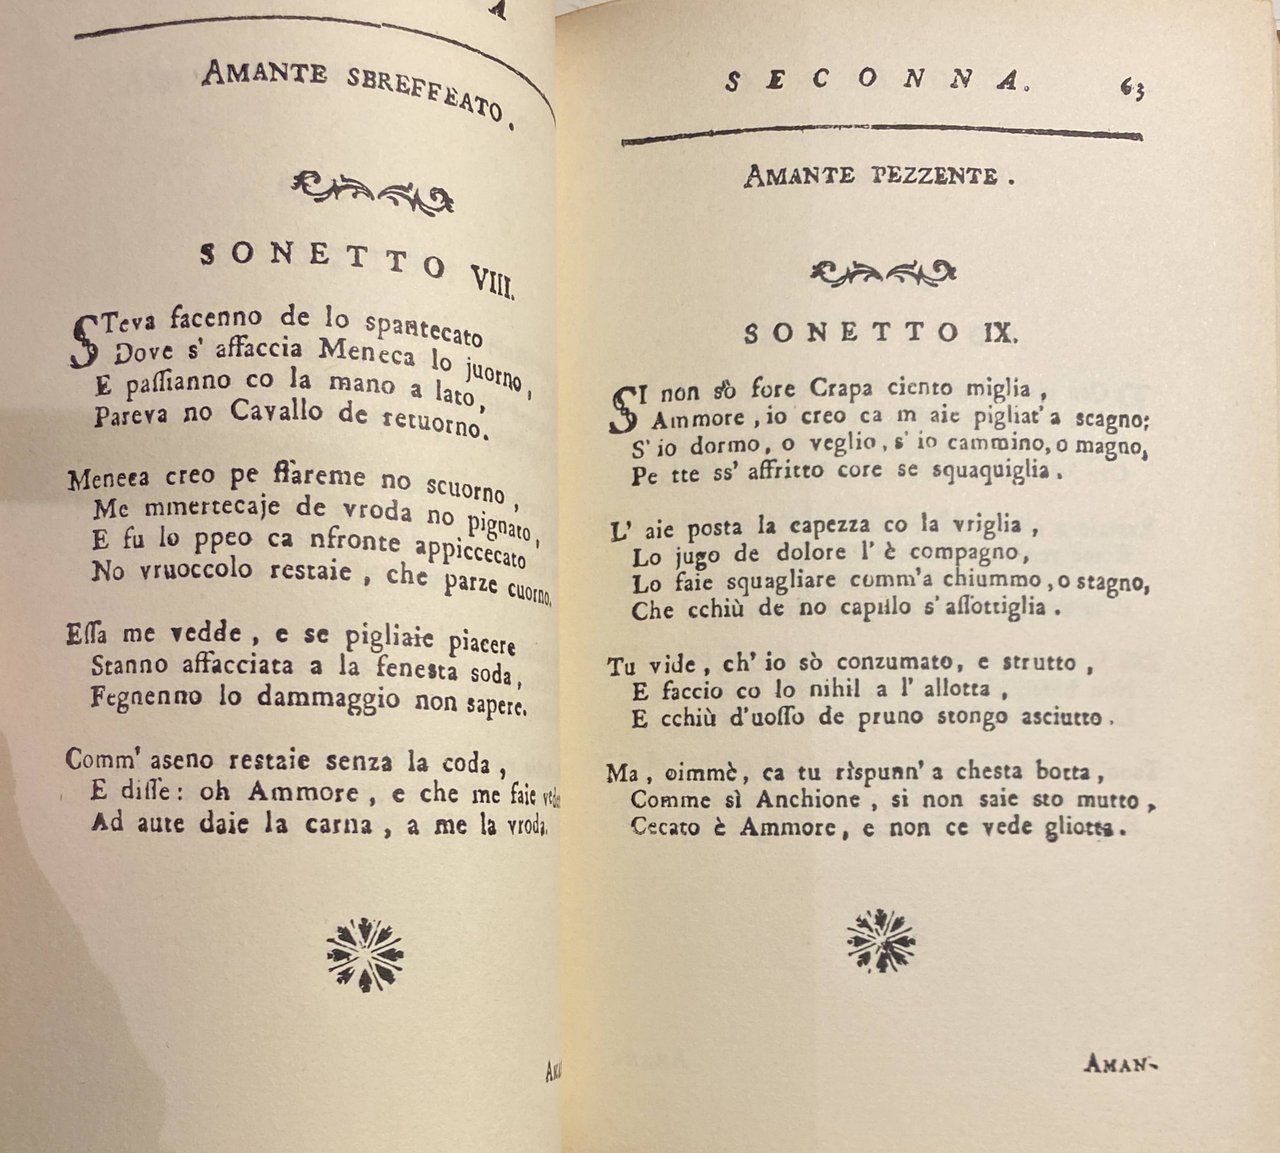 A
AMANTE SBREFFEATO.
SONETTO VIII.
STeva facenno de lo spantecato
Dove s' affaccia Meneca lo juorno,
E paſſianno co la mano a lato,
Pareva no Cavallo de retuorno.
Meneca creo pe ffareme no scuorno,
Me mmertecaje de vroda no pignato,
E fu lo ppeo ca nfronte appiccecato
No vruoccolo restaie, che parze cuorno,
Eſſa me vedde, e se pigliaie piacere
Stanno affacciata a la fenesta soda,
Fegnenno lo dammaggio non sapere.
Comm' aseno restaie senza la coda,
E diſſe: oh Ammore, e che me faie
Ad aute daie la carna, a me la vroda.
SECONNA. 63
AMANTE PEZZENTE.
SONETTO IX.
SI non sò fore Crapa ciento miglia,
Ammore, io creo ca m aie pigliat' a scagno;
S' io dormo, o veglio, s' io cammino, o magno,
Pe tte ss' affritto core se squaquiglia.
L' aie posta la capezza co la vriglia,
Lo jugo de dolore l' è compagno,
Lo faie squagliare comm'a chiummo, o stagno,
Che cchiù de no capillo s' aſſottiglia.
Tu vide, ch' io sò conzumato, e strutto,
E faccio co lo nihil a l' allotta,
E cchiù d'uoſſo de pruno stongo asciutto.
Ma, oimmè, ca tu rìspunn' a chesta botta,
Comme sì Anchione, si non saie sto mutto,
Cecato è Ammore, e non ce vede gliotta.
AMAN-